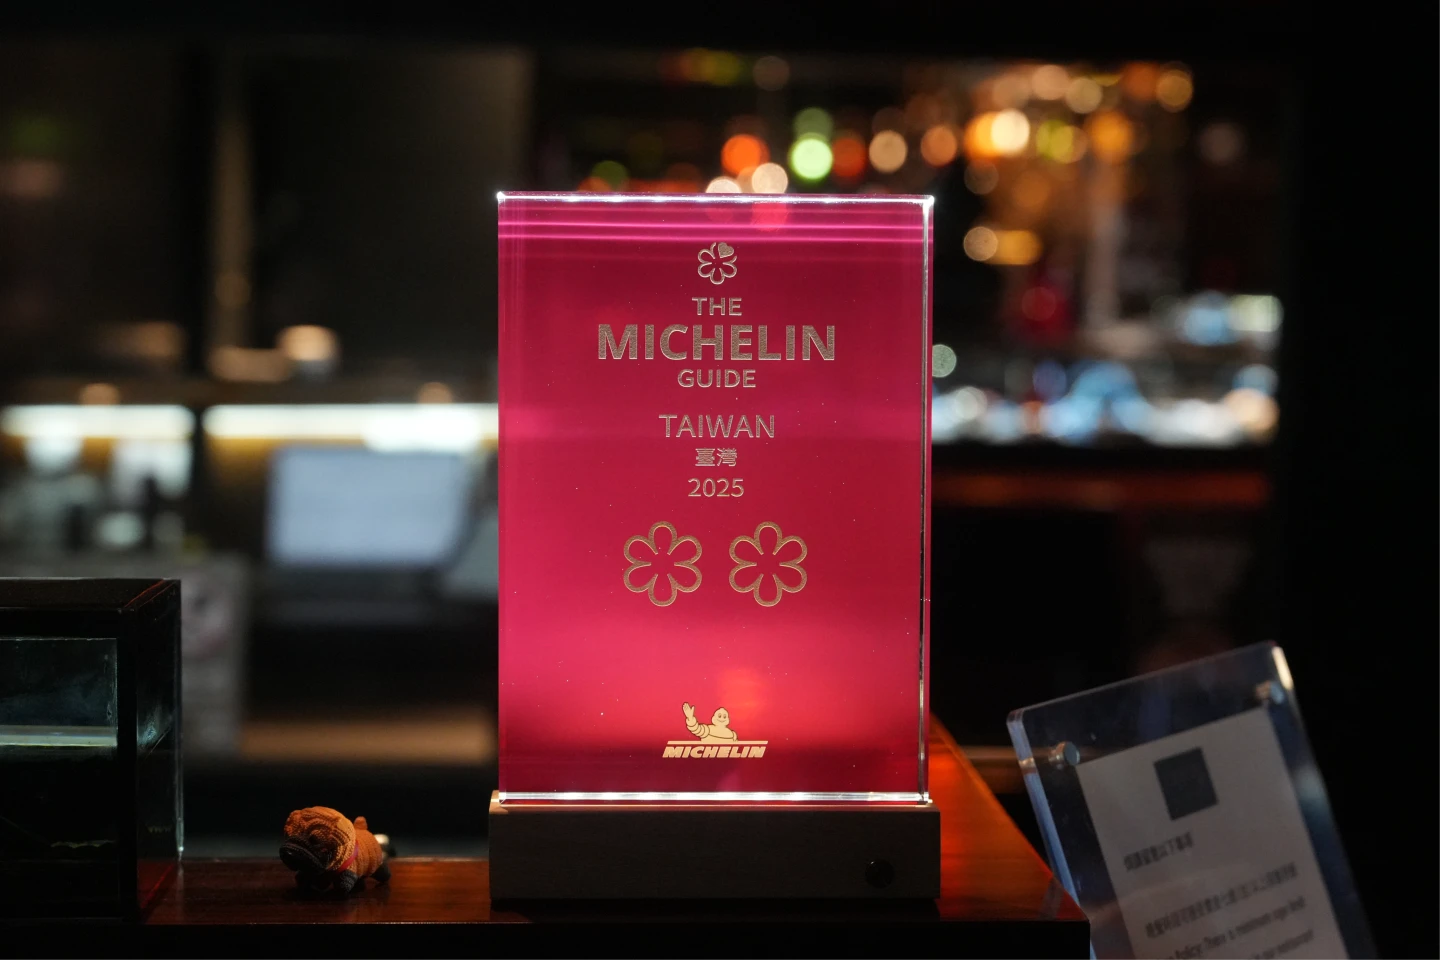 THE
MICHELIN
GUIDE
TAIWAN
臺灣
2025
MICHELIN